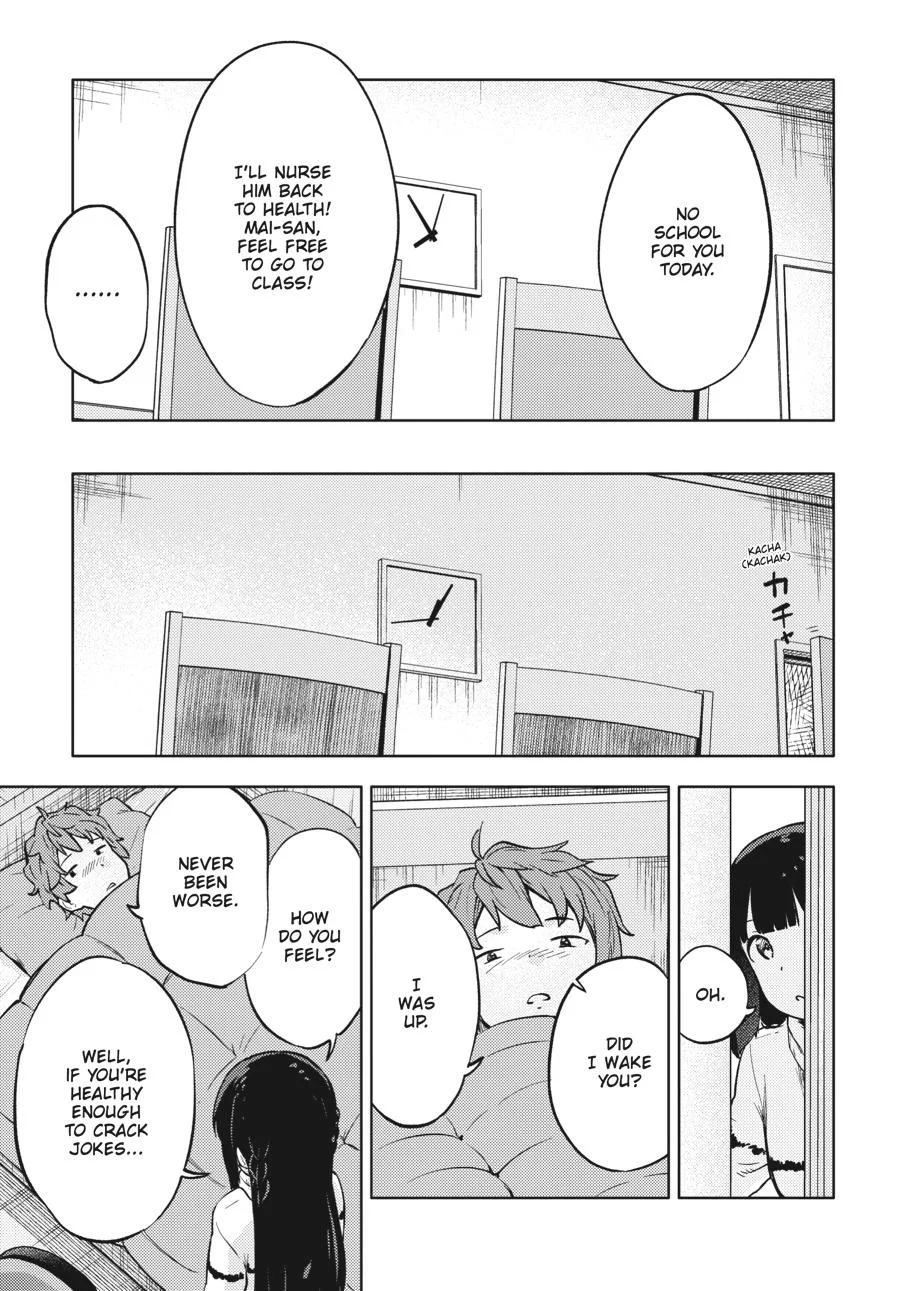 NO
SCHOOL
FOR YOU
TODAY.
I'LL NURSE
HIM BACK
TO HEALTH!
MAI-SAN,
FEEL FREE
TO GO TO
CLASS!
......
KACHA
(KACHAK)
カチャ
OH.
DID
I WAKE
YOU?
I
WAS
UP.
HOW
DO YOU
FEEL?
NEVER
BEEN
WORSE.
WELL,
IF YOU'RE
HEALTHY
ENOUGH
TO CRACK
JOKES...